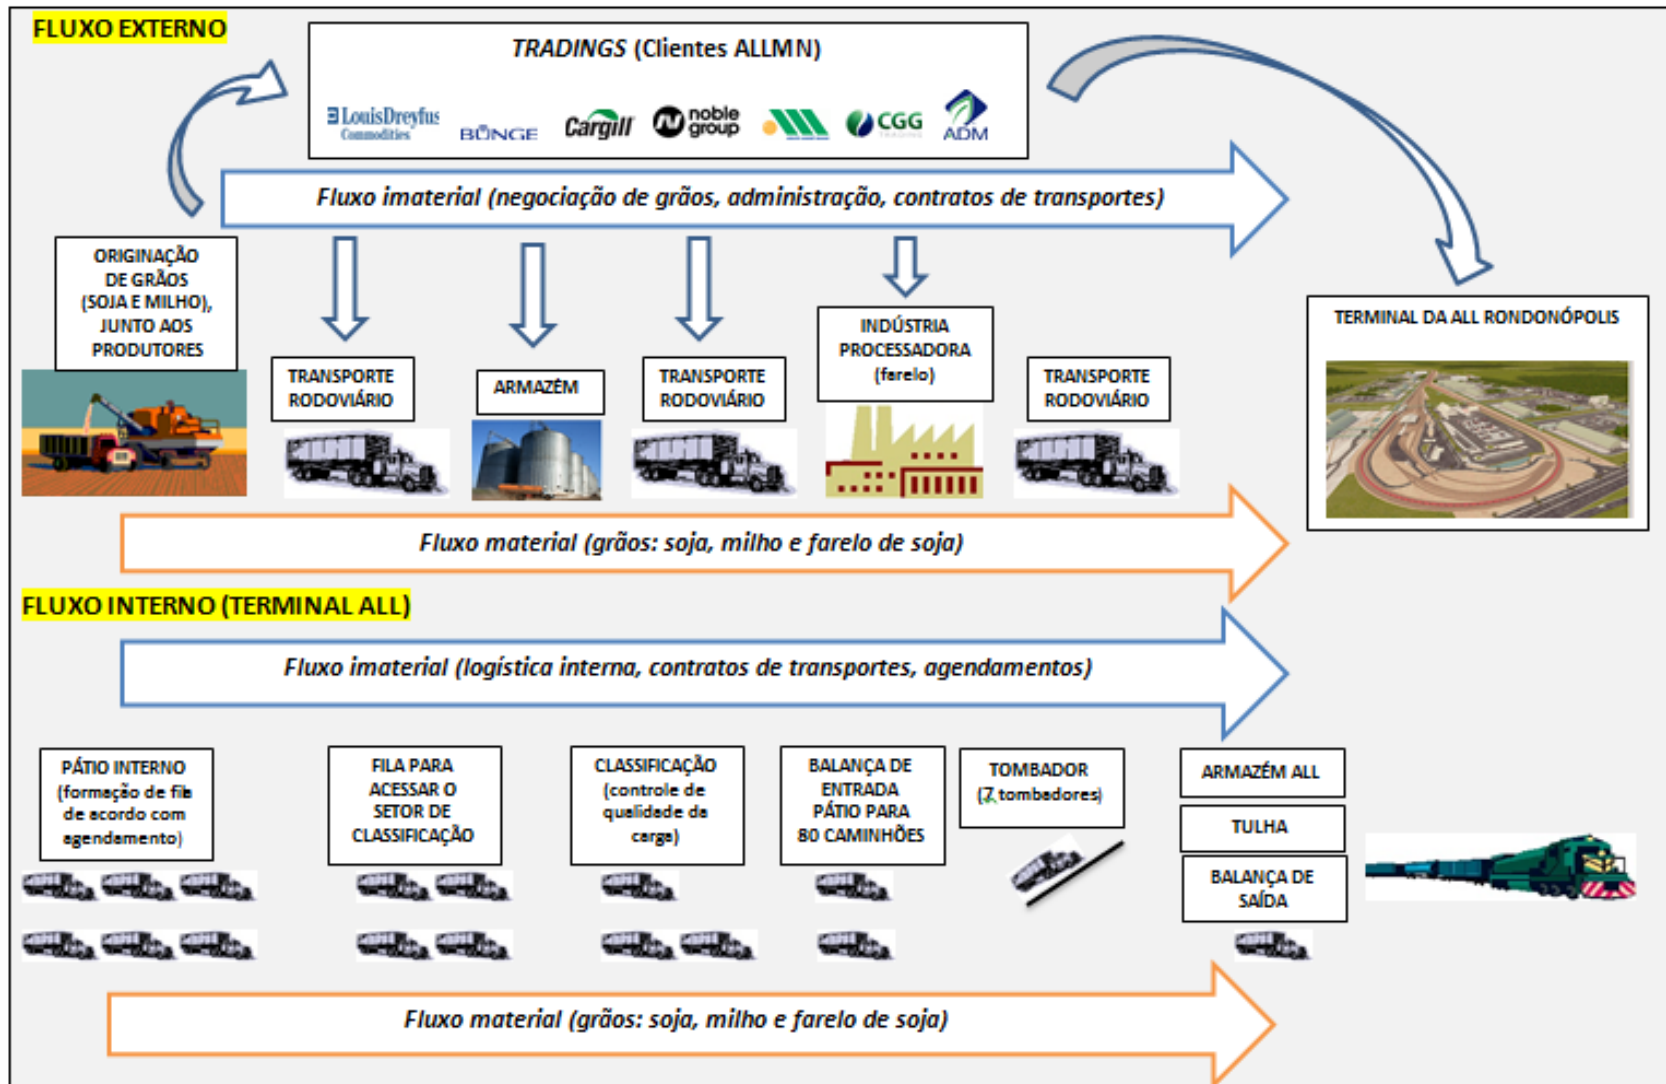 FLUXO EXTERNO
TRADINGS (Clientes ALLMN)
LouisDreyfus
Commodities
BUNGE
Cargill
noble
group
CGG
TRADING
ADM
Fluxo imaterial (negociação de grãos, administração, contratos de transportes)
ORIGINAÇÃO
DE GRÃOS
(SOJA E MILHO),
JUNTO AOS
PRODUTORES
TRANSPORTE
RODOVIÁRIO
ARMAZÉM
TRANSPORTE
RODOVIÁRIO
INDÚSTRIA
PROCESSADORA
(farelo)
TRANSPORTE
RODOVIÁRIO
TERMINAL DA ALL RONDONÓPOLIS
Fluxo material (grãos: soja, milho e farelo de soja)
FLUXO INTERNO (TERMINAL ALL)
Fluxo imaterial (logística interna, contratos de transportes, agendamentos)
PÁTIO INTERNO
(formação de fila
de acordo com
agendamento)
FILA PARA
ACESSAR O
SETOR DE
CLASSIFICAÇÃO
CLASSIFICAÇÃO
(controle de
qualidade da
carga)
BALANÇA DE
ENTRADA
PÁTIO PARA
80 CAMINHÕES
TOMBADOR
(7 tombadores)
ARMAZÉM ALL
TULHA
BALANÇA DE
SAÍDA
Fluxo material (grãos: soja, milho e farelo de soja)